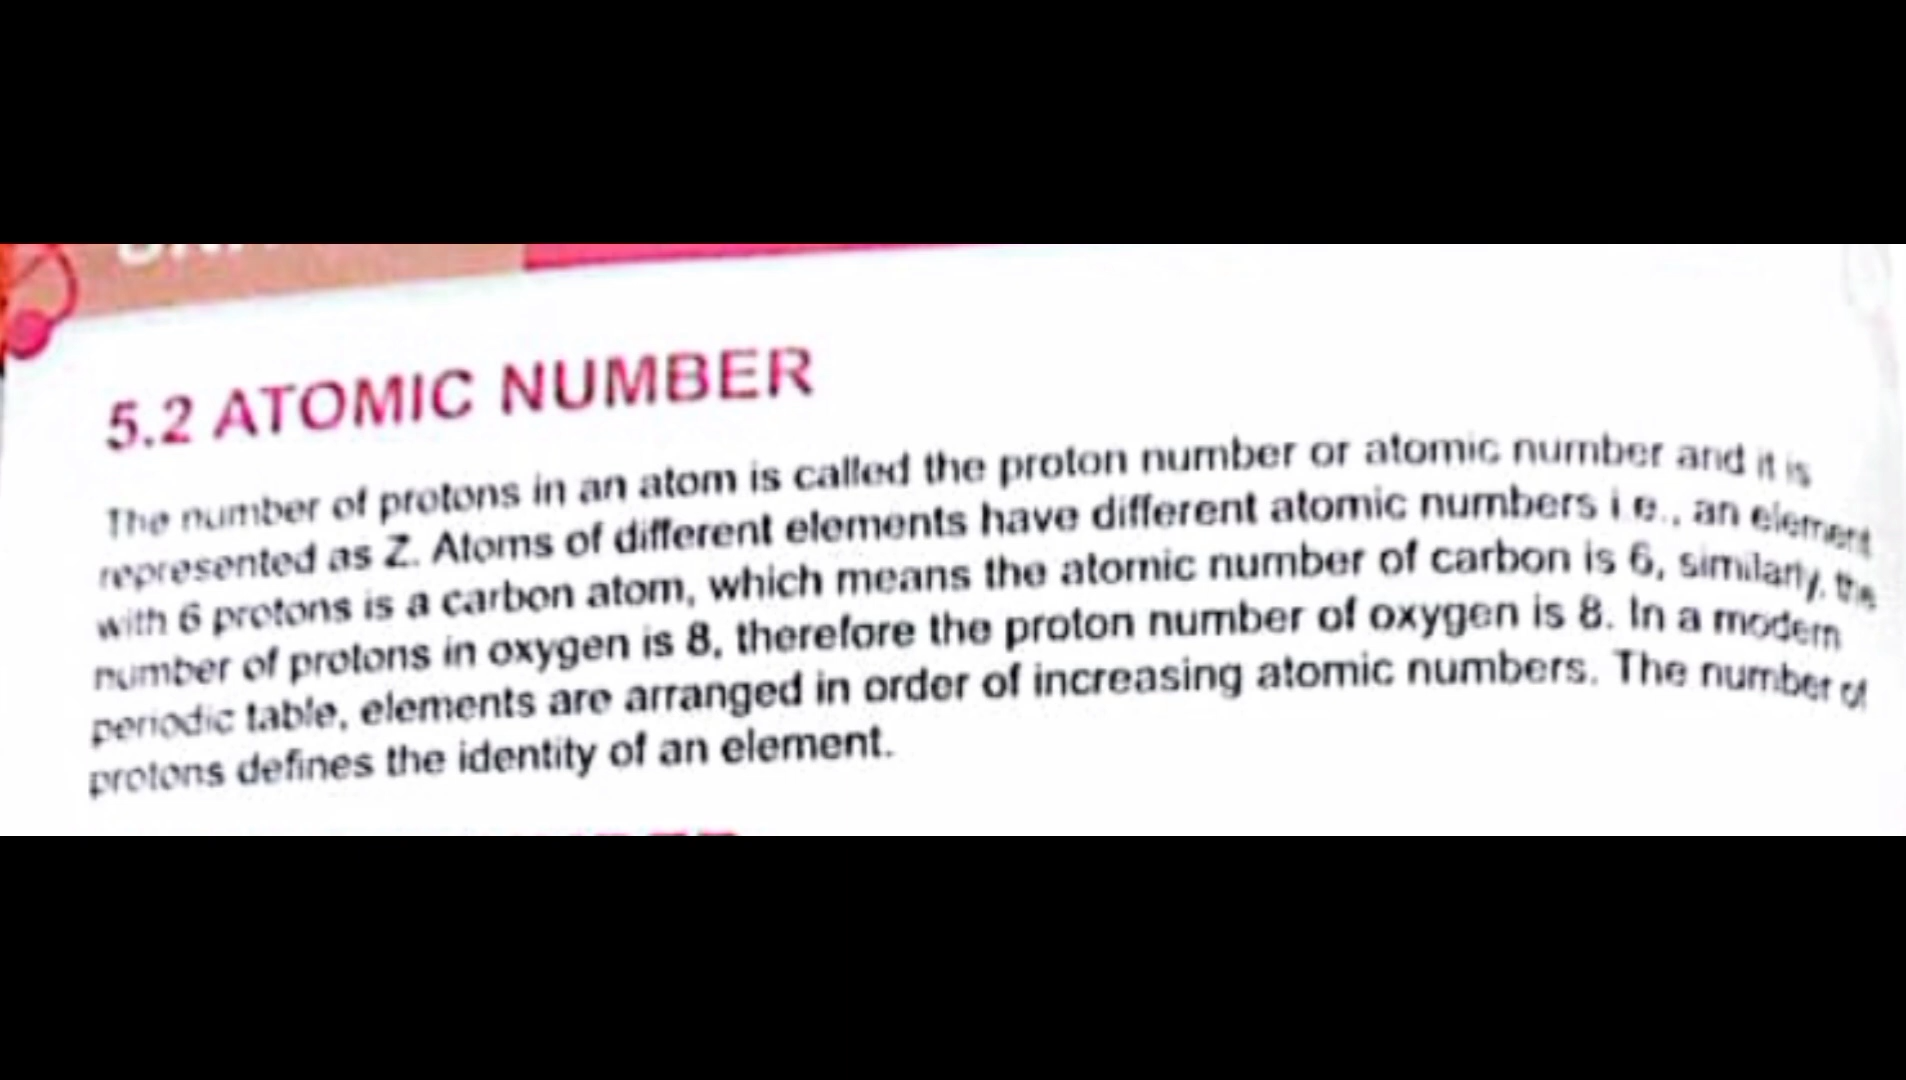 5.2 ATOMIC NUMBER
The number of protons in an atom is called the proton number or atomic number and it is
represented as Z. Atoms of different elements have different atomic numbers i.e., an element
with 6 protons is a carbon atom, which means the atomic number of carbon is 6, similarly, the
number of protons in oxygen is 8, therefore the proton number of oxygen is 8. In a modern
periodic table, elements are arranged in order of increasing atomic numbers. The number of
protons defines the identity of an element.